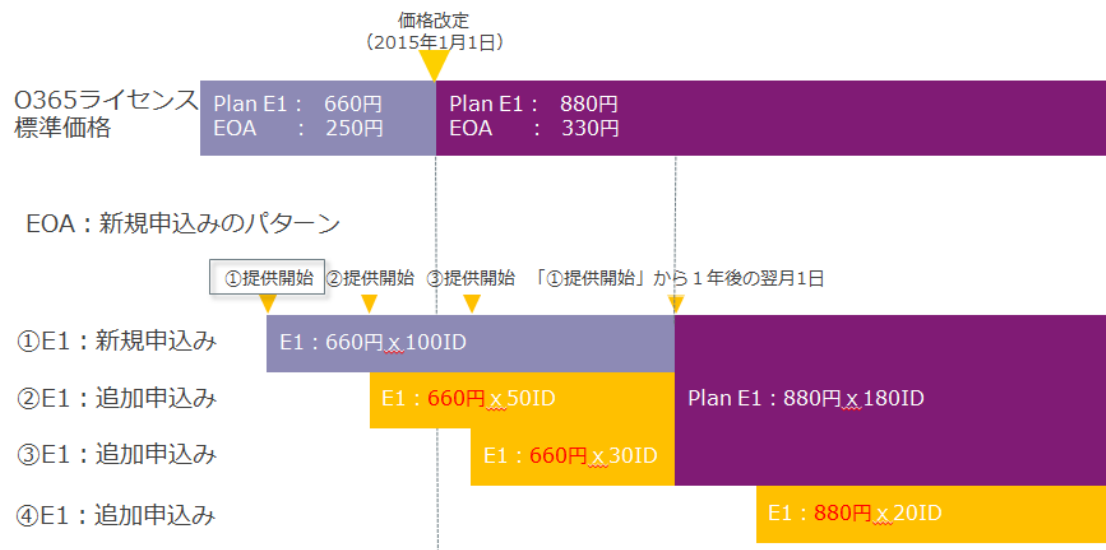 価格改定
（2015年1月1日）
O365ライセンス
標準価格
Plan E1： 660円
EOA ： 250円
Plan E1： 880円
EOA ： 330円
EOA：新規申込みのパターン
①提供開始 ②提供開始 ③提供開始 「①提供開始」から１年後の翌月1日
①E1：新規申込み E1：660円 x 100ID
②E1：追加申込み E1：660円 x 50ID Plan E1：880円 x 180ID
③E1：追加申込み E1：660円 x 30ID
④E1：追加申込み E1：880円 x 20ID